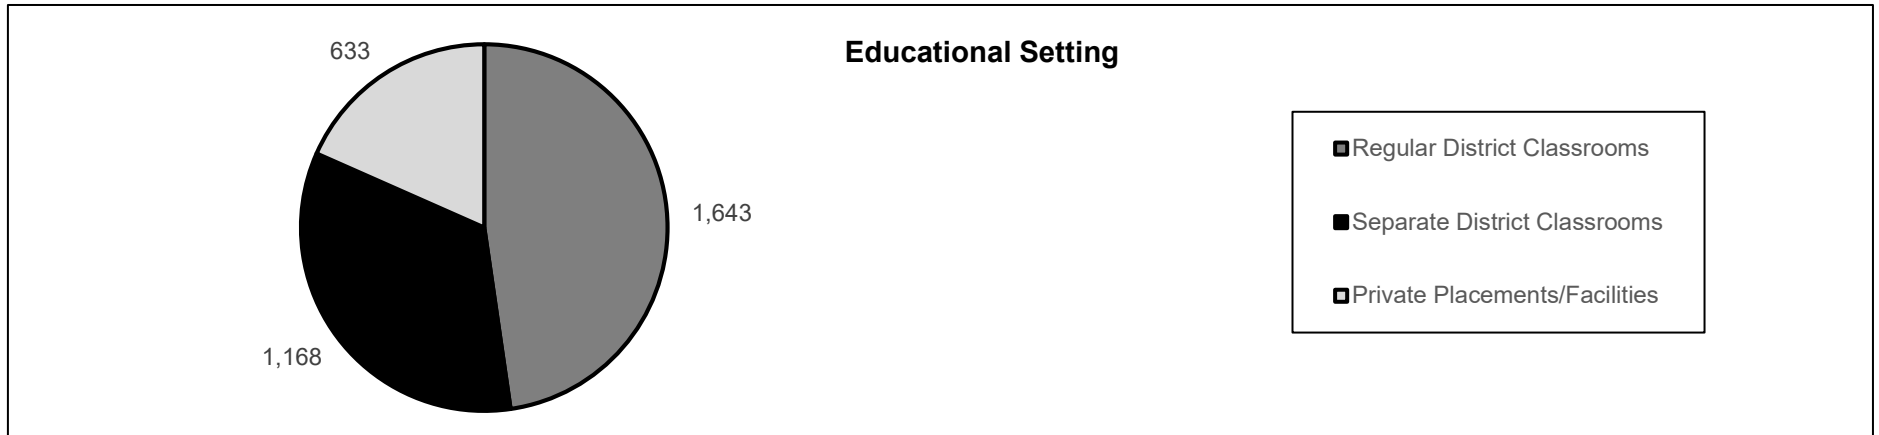 Educational Setting
633
1,643
1,168
Regular District Classrooms
Separate District Classrooms
Private Placements/Facilities